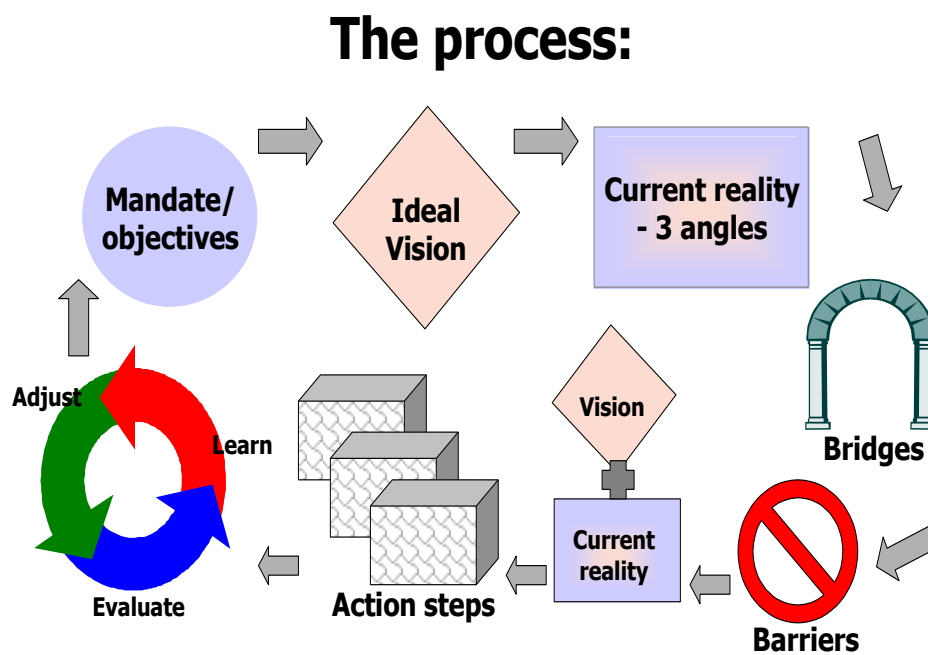 The process:
Mandate/
objectives
Ideal
Vision
Current reality
- 3 angles
Bridges
Barriers
Vision
Current
reality
Action steps
Adjust
Learn
Evaluate